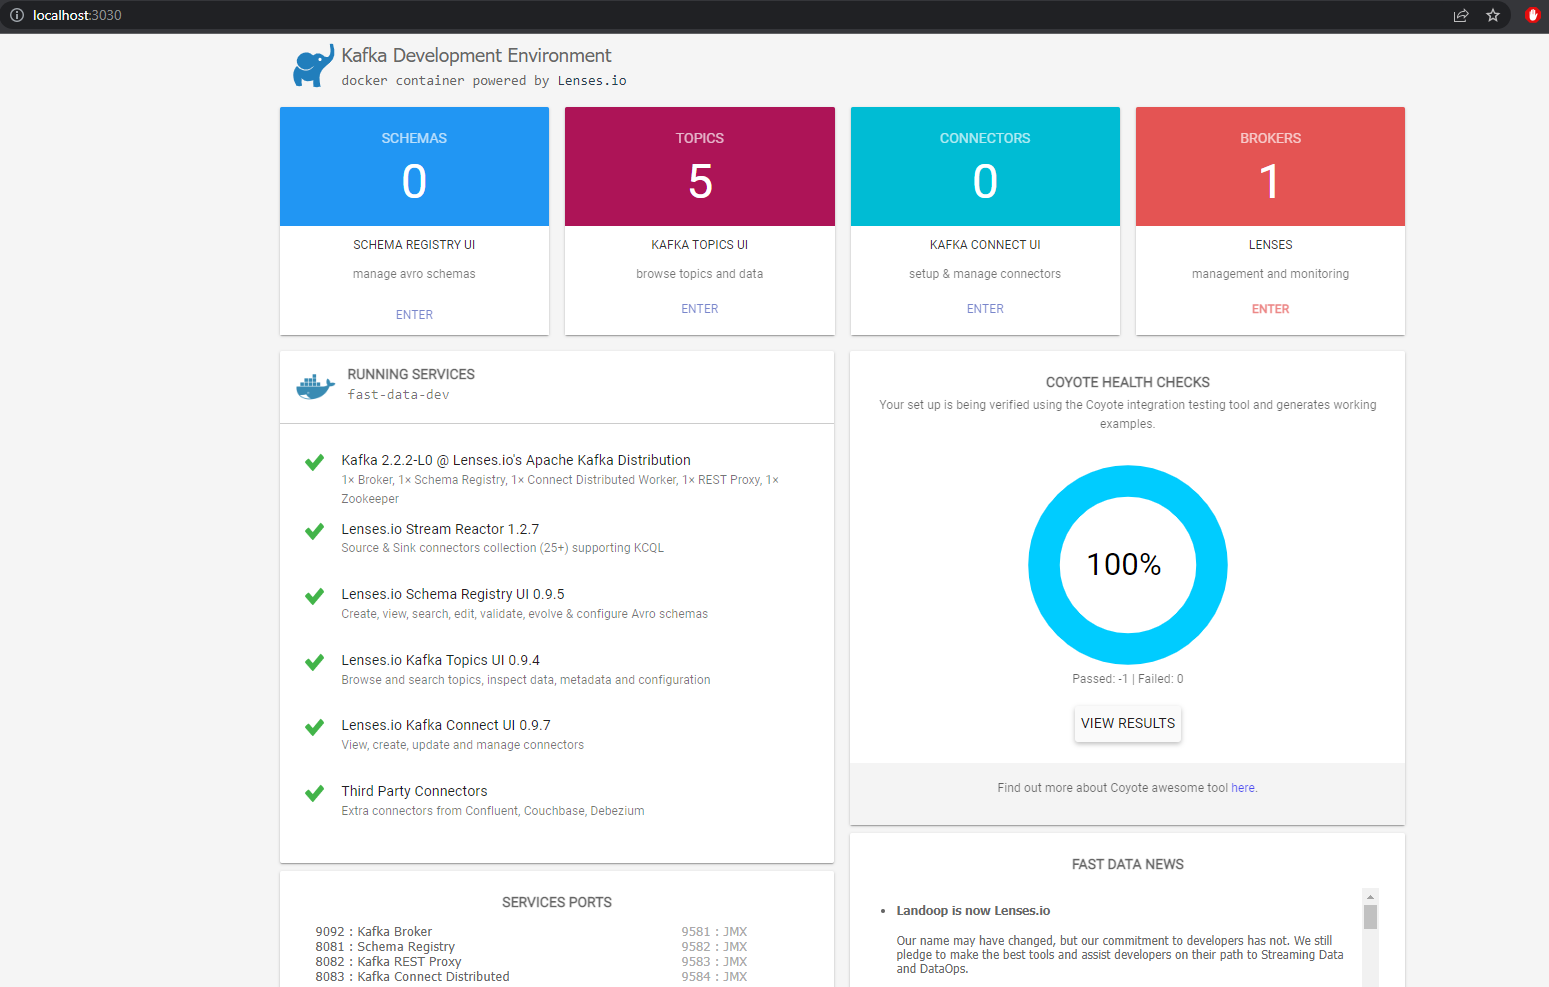 localhost:3030
Kafka Development Environment
docker container powered by Lenses.io
SCHEMAS
0
SCHEMA REGISTRY UI
manage avro schemas
ENTER
TOPICS
5
KAFKA TOPICS UI
browse topics and data
ENTER
CONNECTORS
0
KAFKA CONNECT UI
setup & manage connectors
ENTER
BROKERS
1
LENSES
management and monitoring
ENTER
RUNNING SERVICES
fast-data-dev
Kafka 2.2.2-L0 @ Lenses.io's Apache Kafka Distribution
1× Broker, 1× Schema Registry, 1× Connect Distributed Worker, 1× REST Proxy, 1×
Zookeeper
Lenses.io Stream Reactor 1.2.7
Source & Sink connectors collection (25+) supporting KCQL
Lenses.io Schema Registry UI 0.9.5
Create, view, search, edit, validate, evolve & configure Avro schemas
Lenses.io Kafka Topics UI 0.9.4
Browse and search topics, inspect data, metadata and configuration
Lenses.io Kafka Connect UI 0.9.7
View, create, update and manage connectors
Third Party Connectors
Extra connectors from Confluent, Couchbase, Debezium
COYOTE HEALTH CHECKS
Your set up is being verified using the Coyote integration testing tool and generates working
examples.
100%
Passed: -1 | Failed: 0
VIEW RESULTS
Find out more about Coyote awesome tool here.
SERVICES PORTS
9092 : Kafka Broker 9581 : JMX
8081 : Schema Registry 9582 : JMX
8082 : Kafka REST Proxy 9583 : JMX
8083 : Kafka Connect Distributed 9584 : JMX
FAST DATA NEWS
• Landoop is now Lenses.io
Our name may have changed, but our commitment to developers has not. We still
pledge to make the best tools and assist developers on their path to Streaming Data
and DataOps.